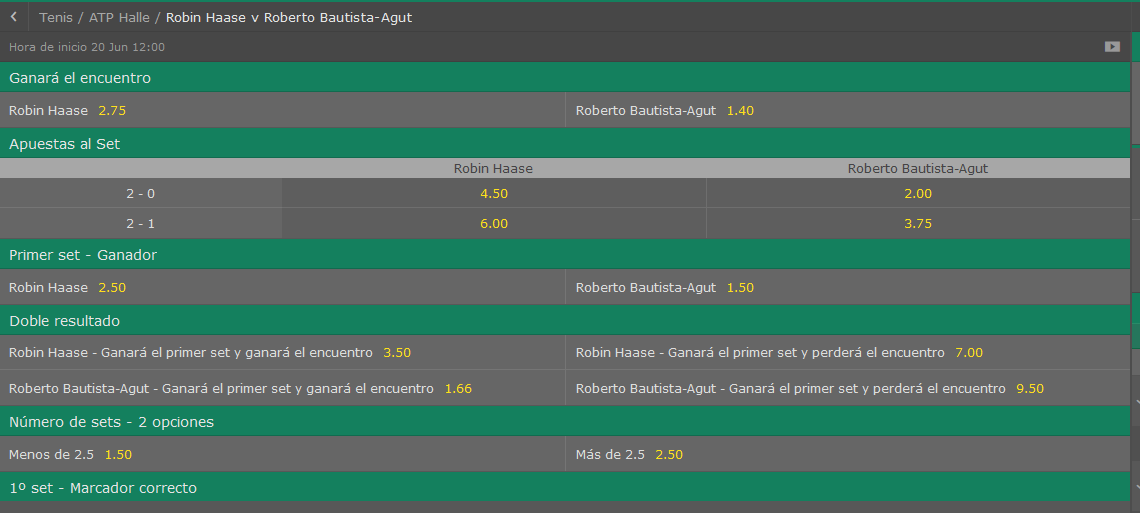 Tenis / ATP Halle / Robin Haase v Roberto Bautista-Agut
Hora de inicio 20 Jun 12:00
Ganará el encuentro
Robin Haase 2.75 Roberto Bautista-Agut 1.40
Apuestas al Set
Robin Haase Roberto Bautista-Agut
2 - 0 4.50 2.00
2 - 1 6.00 3.75
Primer set - Ganador
Robin Haase 2.50 Roberto Bautista-Agut 1.50
Doble resultado
Robin Haase - Ganará el primer set y ganará el encuentro 3.50 Robin Haase - Ganará el primer set y perderá el encuentro 7.00
Roberto Bautista-Agut - Ganará el primer set y ganará el encuentro 1.66 Roberto Bautista-Agut - Ganará el primer set y perderá el encuentro 9.50
Número de sets - 2 opciones
Menos de 2.5 1.50 Más de 2.5 2.50
1º set - Marcador correcto